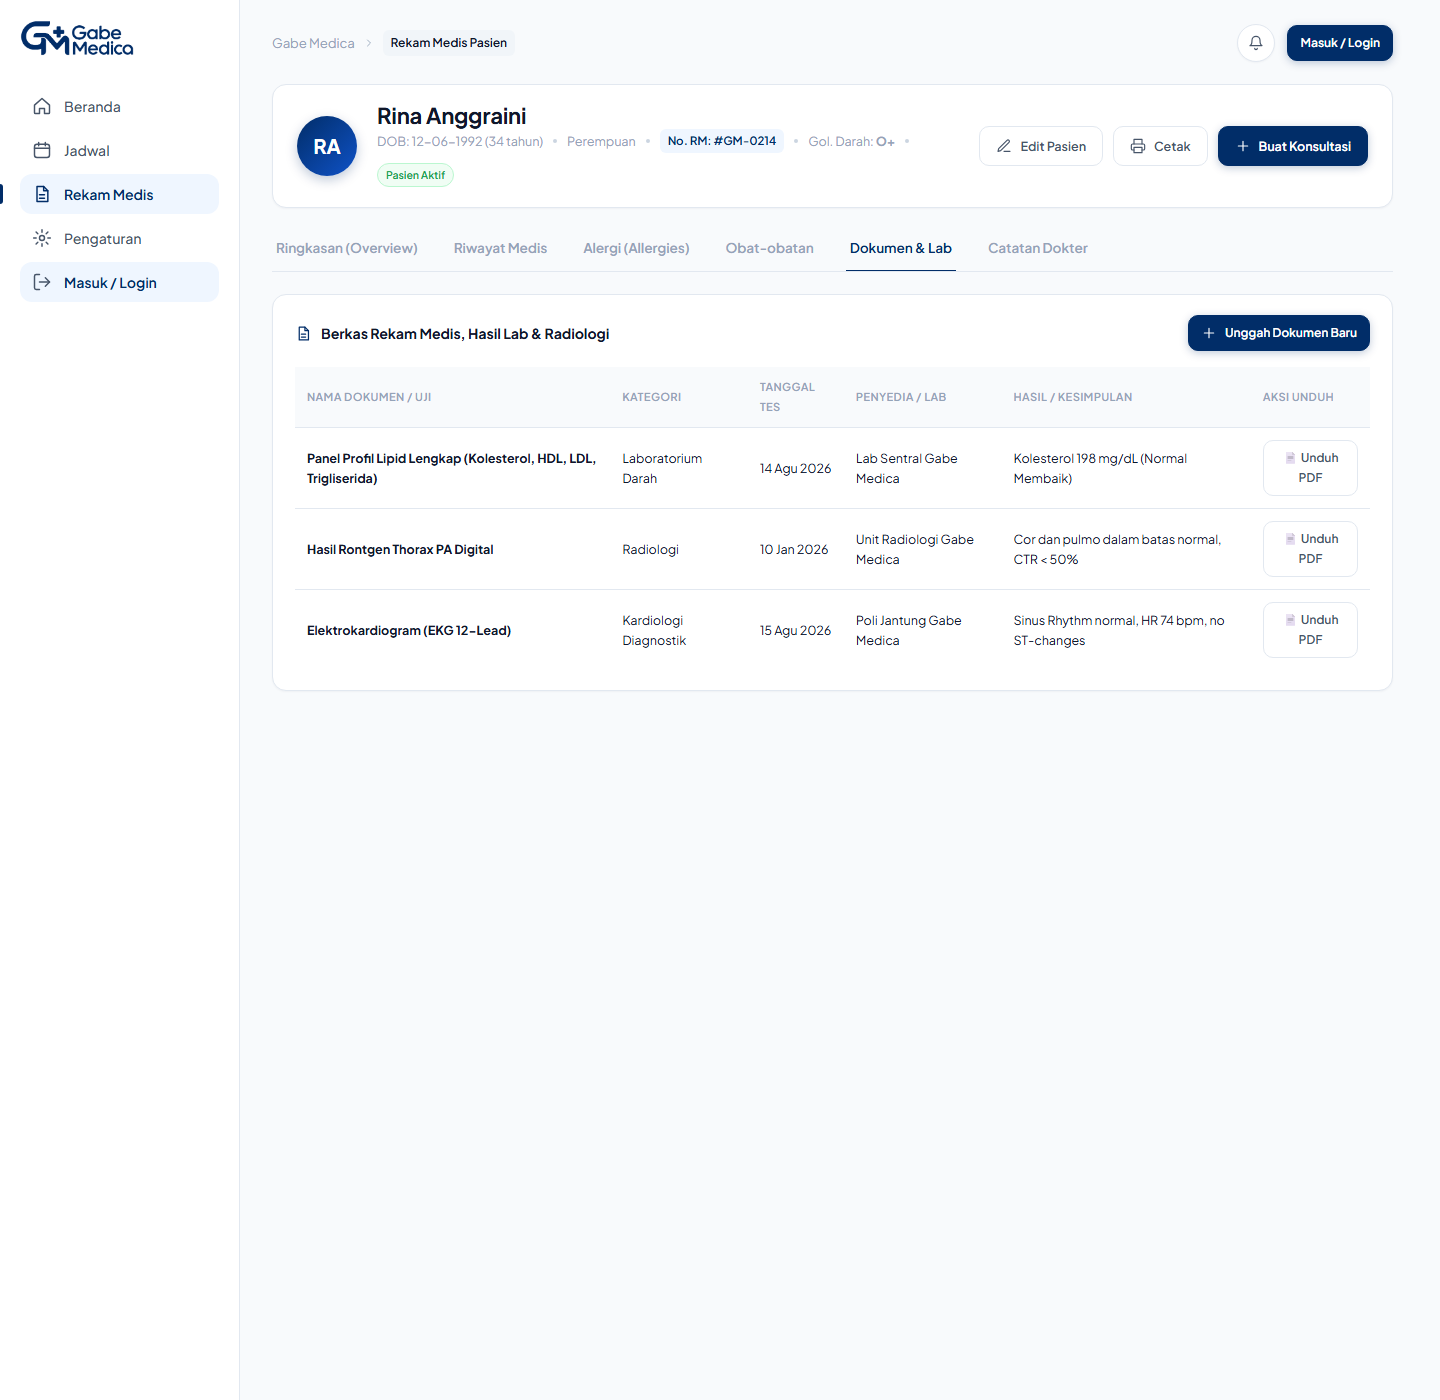 Gabe
Medica
Beranda
Jadwal
Rekam Medis
Pengaturan
Masuk / Login
Gabe Medica > Rekam Medis Pasien
Masuk / Login
RA
Rina Anggraini
DOB: 12-06-1992 (34 tahun) • Perempuan • No. RM: #GM-0214 • Gol. Darah: O+ •
Pasien Aktif
Edit Pasien
Cetak
Buat Konsultasi
Ringkasan (Overview)
Riwayat Medis
Alergi (Allergies)
Obat-obatan
Dokumen & Lab
Catatan Dokter
Berkas Rekam Medis, Hasil Lab & Radiologi
Unggah Dokumen Baru
NAMA DOKUMEN / UJI
KATEGORI
TANGGAL
TES
PENYEDIA / LAB
HASIL / KESIMPULAN
AKSI UNDUH
Panel Profil Lipid Lengkap (Kolesterol, HDL, LDL,
Trigliserida)
Laboratorium
Darah
14 Agu 2026
Lab Sentral Gabe
Medica
Kolesterol 198 mg/dL (Normal
Membaik)
Unduh
PDF
Hasil Rontgen Thorax PA Digital
Radiologi
10 Jan 2026
Unit Radiologi Gabe
Medica
Cor dan pulmo dalam batas normal,
CTR < 50%
Unduh
PDF
Elektrokardiogram (EKG 12-Lead)
Kardiologi
Diagnostik
15 Agu 2026
Poli Jantung Gabe
Medica
Sinus Rhythm normal, HR 74 bpm, no
ST-changes
Unduh
PDF